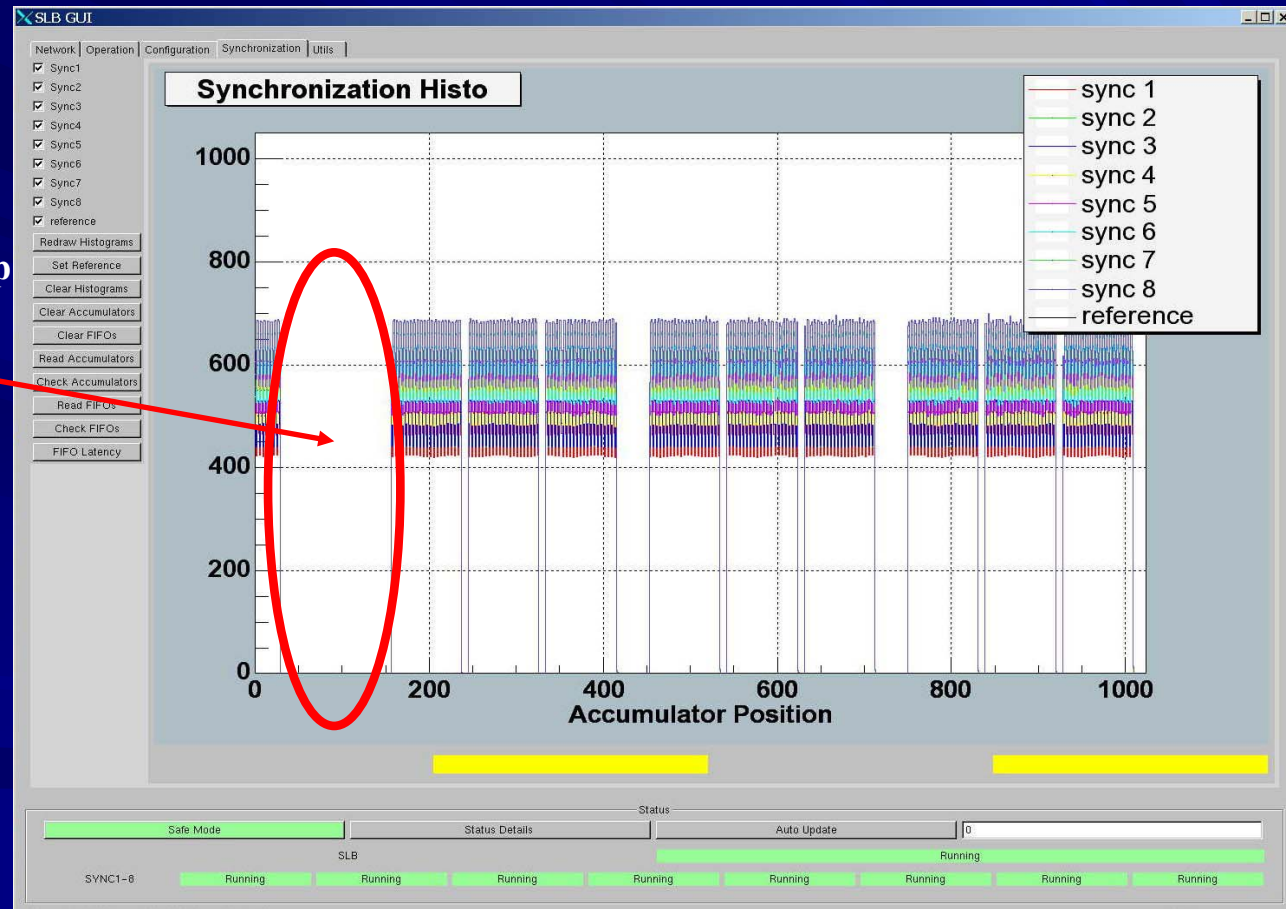 SLB GUI
Network Operation Configuration Synchronization Utils
Sync1
Sync2
Sync3
Sync4
Sync5
Sync6
Sync7
Sync8
reference
Redraw Histograms
Set Reference
Clear Histograms
Clear Accumulators
Clear FIFOs
Read Accumulators
Check Accumulators
Read FIFOs
Check FIFOs
FIFO Latency
p
Synchronization Histo
sync 1
sync 2
sync 3
sync 4
sync 5
sync 6
sync 7
sync 8
reference
1000
800
600
400
200
0
0 200 400 600 800 1000
Accumulator Position
Status
Safe Mode Status Details Auto Update 0
SLB Running
SYNC1-8 Running Running Running Running Running Running Running Running